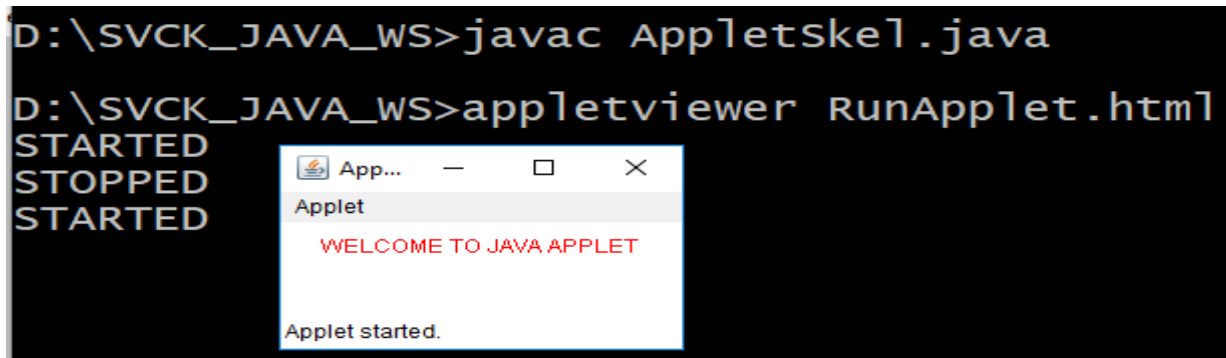 D:\SVCK_JAVA_WS>javac AppletSkel.java
D:\SVCK_JAVA_WS>appletviewer RunApplet.html
STARTED
STOPPED
STARTED
App...
Applet
WELCOME TO JAVA APPLET
Applet started.